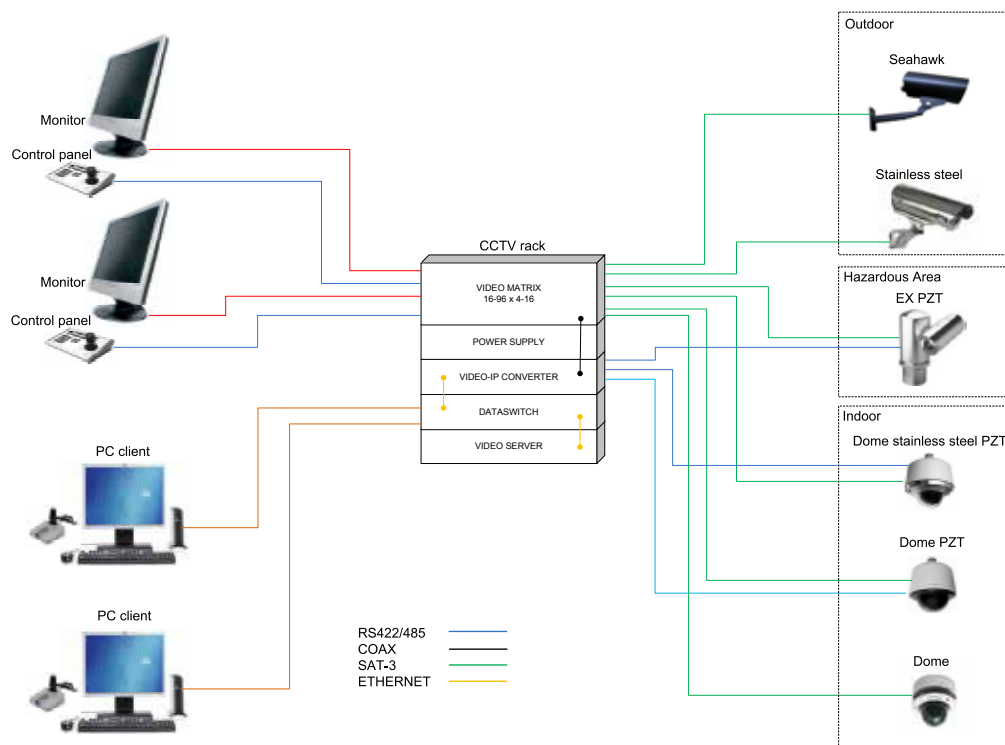 Outdoor
Seahawk
Monitor
Control panel
Stainless steel
CCTV rack
Monitor
Control panel
VIDEO MATRIX
16-96 x 4-16
POWER SUPPLY
VIDEO-IP CONVERTER
DATASWITCH
VIDEO SERVER
Hazardous Area
EX PZT
Indoor
Dome stainless steel PZT
PC client
Dome PZT
PC client
Dome
RS422/485
COAX
SAT-3
ETHERNET